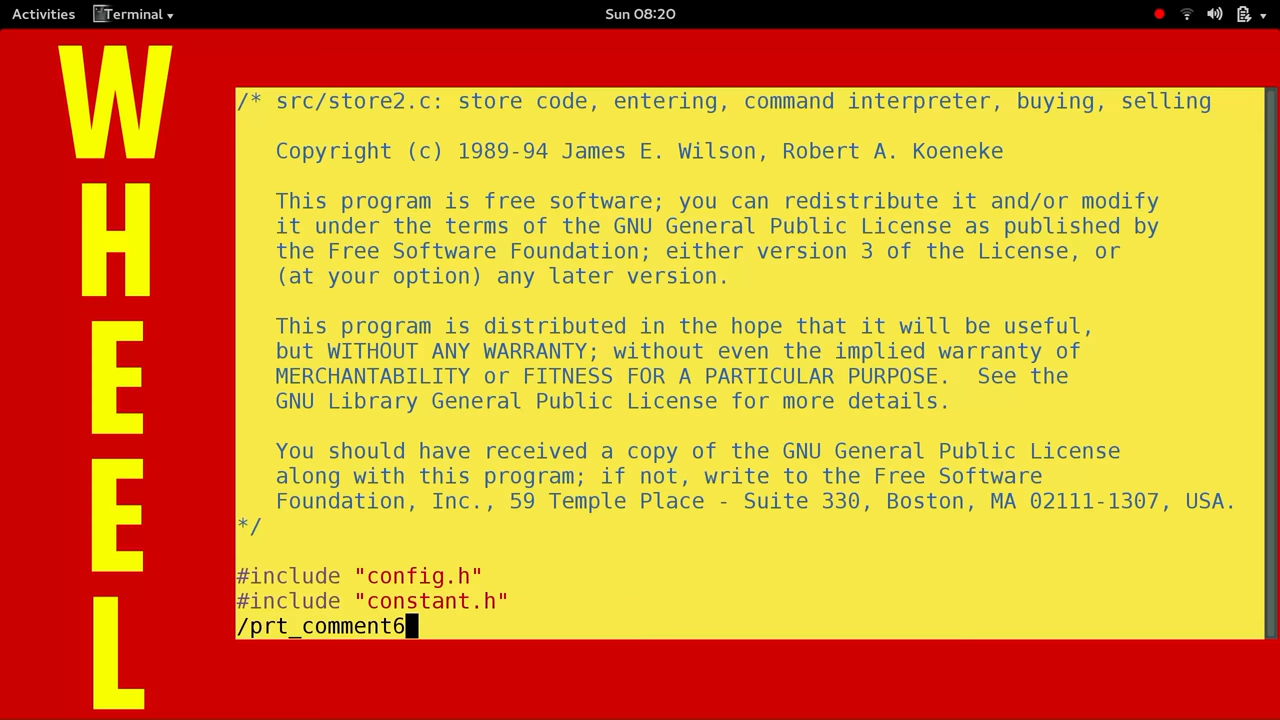 Activities Terminal Sun 08:20
W
H
E
E
L
/* src/store2.c: store code, entering, command interpreter, buying, selling
Copyright (c) 1989-94 James E. Wilson, Robert A. Koeneke
This program is free software; you can redistribute it and/or modify
it under the terms of the GNU General Public License as published by
the Free Software Foundation; either version 3 of the License, or
(at your option) any later version.
This program is distributed in the hope that it will be useful,
but WITHOUT ANY WARRANTY; without even the implied warranty of
MERCHANTABILITY or FITNESS FOR A PARTICULAR PURPOSE.  See the
GNU Library General Public License for more details.
You should have received a copy of the GNU General Public License
along with this program; if not, write to the Free Software
Foundation, Inc., 59 Temple Place - Suite 330, Boston, MA 02111-1307, USA.
*/
#include "config.h"
#include "constant.h"
/prt_comment6